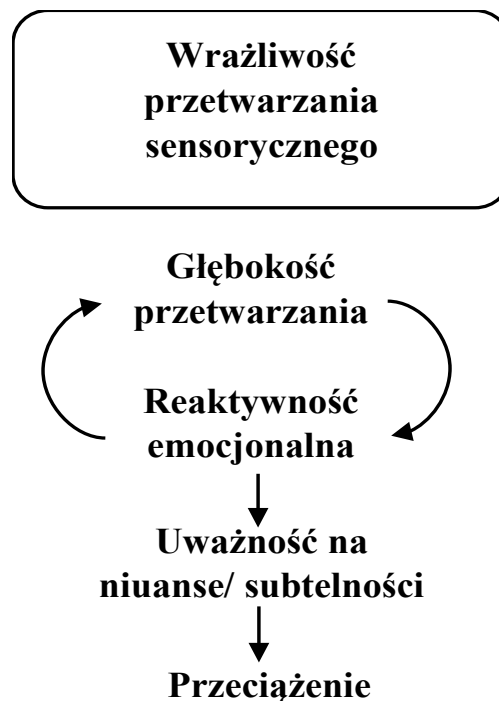 Wrażliwość
przetwarzania
sensorycznego
Głębokość
przetwarzania
Reaktywność
emocjonalna
Uważność na
niuanse/ subtelności
Przeciążenie